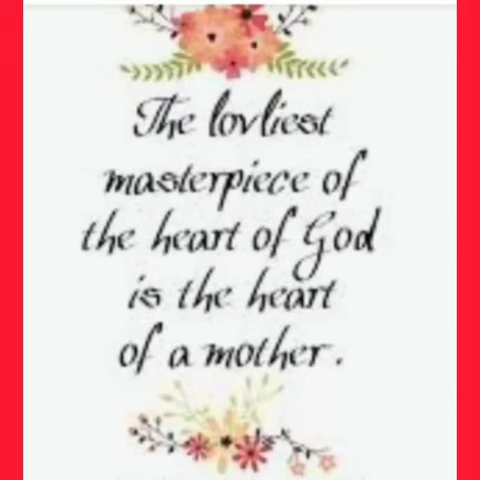 The lovliest
masterpiece of
the heart of God
is the heart
of a mother.